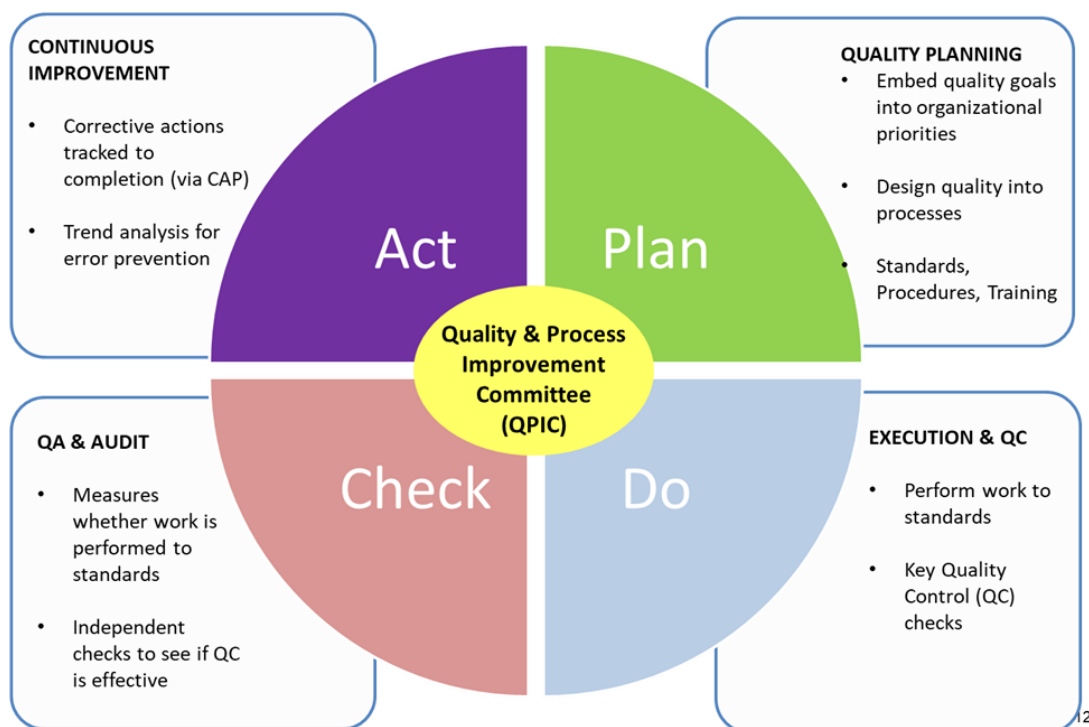 CONTINUOUS
IMPROVEMENT
• Corrective actions
tracked to
completion (via CAP)
• Trend analysis for
error prevention
QUALITY PLANNING
• Embed quality goals
into organizational
priorities
• Design quality into
processes
• Standards,
Procedures, Training
Act
Plan
Quality & Process
Improvement
Committee
(QPIC)
Check
Do
QA & AUDIT
• Measures
whether work is
performed to
standards
• Independent
checks to see if QC
is effective
EXECUTION & QC
• Perform work to
standards
• Key Quality
Control (QC)
checks